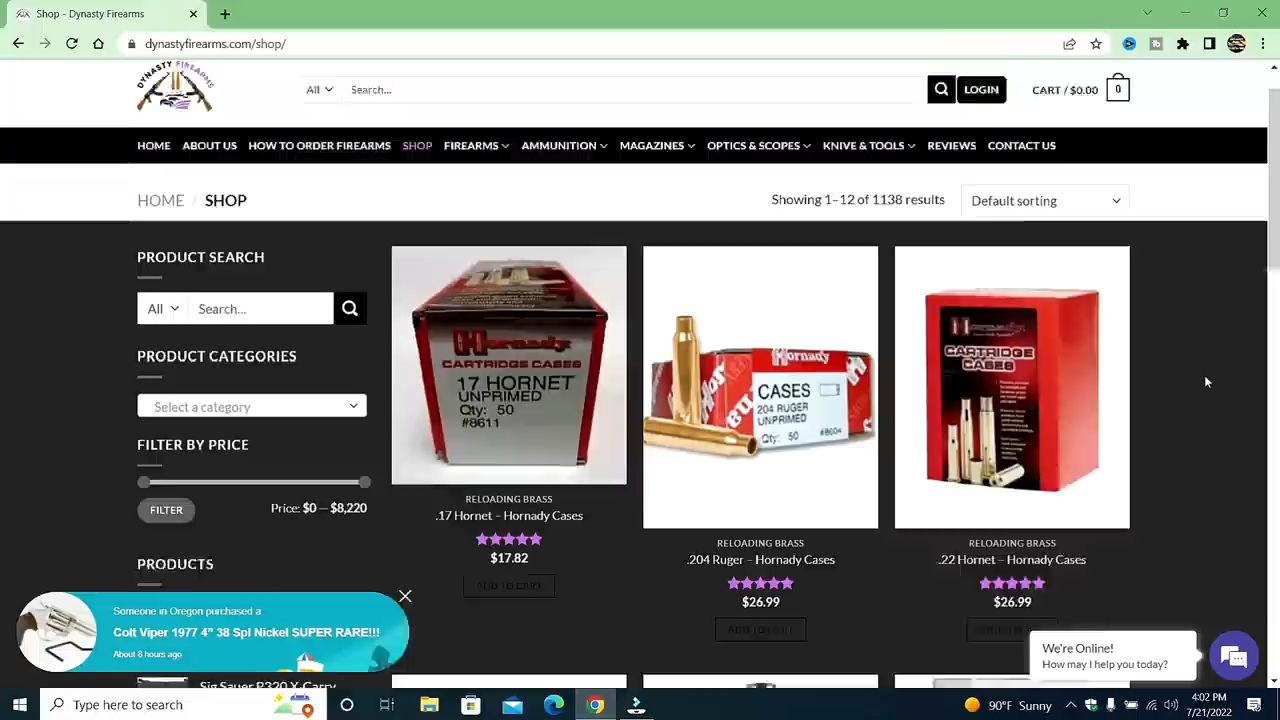 Shop - Dynasty Firearms
dynastyfirearms.com/shop/
DYNASTY FIREARMS
All
Search...
LOGIN
CART / $0.00
0
HOME ABOUT US HOW TO ORDER FIREARMS SHOP FIREARMS AMMUNITION MAGAZINES OPTICS & SCOPES KNIVE & TOOLS REVIEWS CONTACT US
HOME / SHOP
Showing 1–12 of 1138 results
Default sorting
PRODUCT SEARCH
All
Search...
PRODUCT CATEGORIES
Select a category
FILTER BY PRICE
FILTER
Price: $0 — $8,220
PRODUCTS
Hornady
CARTRIDGE CASES
17 HORNET
UNPRIMED
Qty: 50
#8611
RELOADING BRASS
.17 Hornet – Hornady Cases
$17.82
ADD TO CART
Hornady
CASES
204 RUGER
UNPRIMED
Qty: 50
#8604
RELOADING BRASS
.204 Ruger – Hornady Cases
$26.99
Hornady
CARTRIDGE
CASES
RELOADING BRASS
.22 Hornet – Hornady Cases
$26.99
Someone in Oregon purchased a
Colt Viper 1977 4” 38 Spl Nickel SUPER RARE!!!
About 8 hours ago
Sig Sauer P320 X-Carry
We're Online!
How may I help you today?
Type here to search
90°F Sunny
4:02 PM
7/21/2022